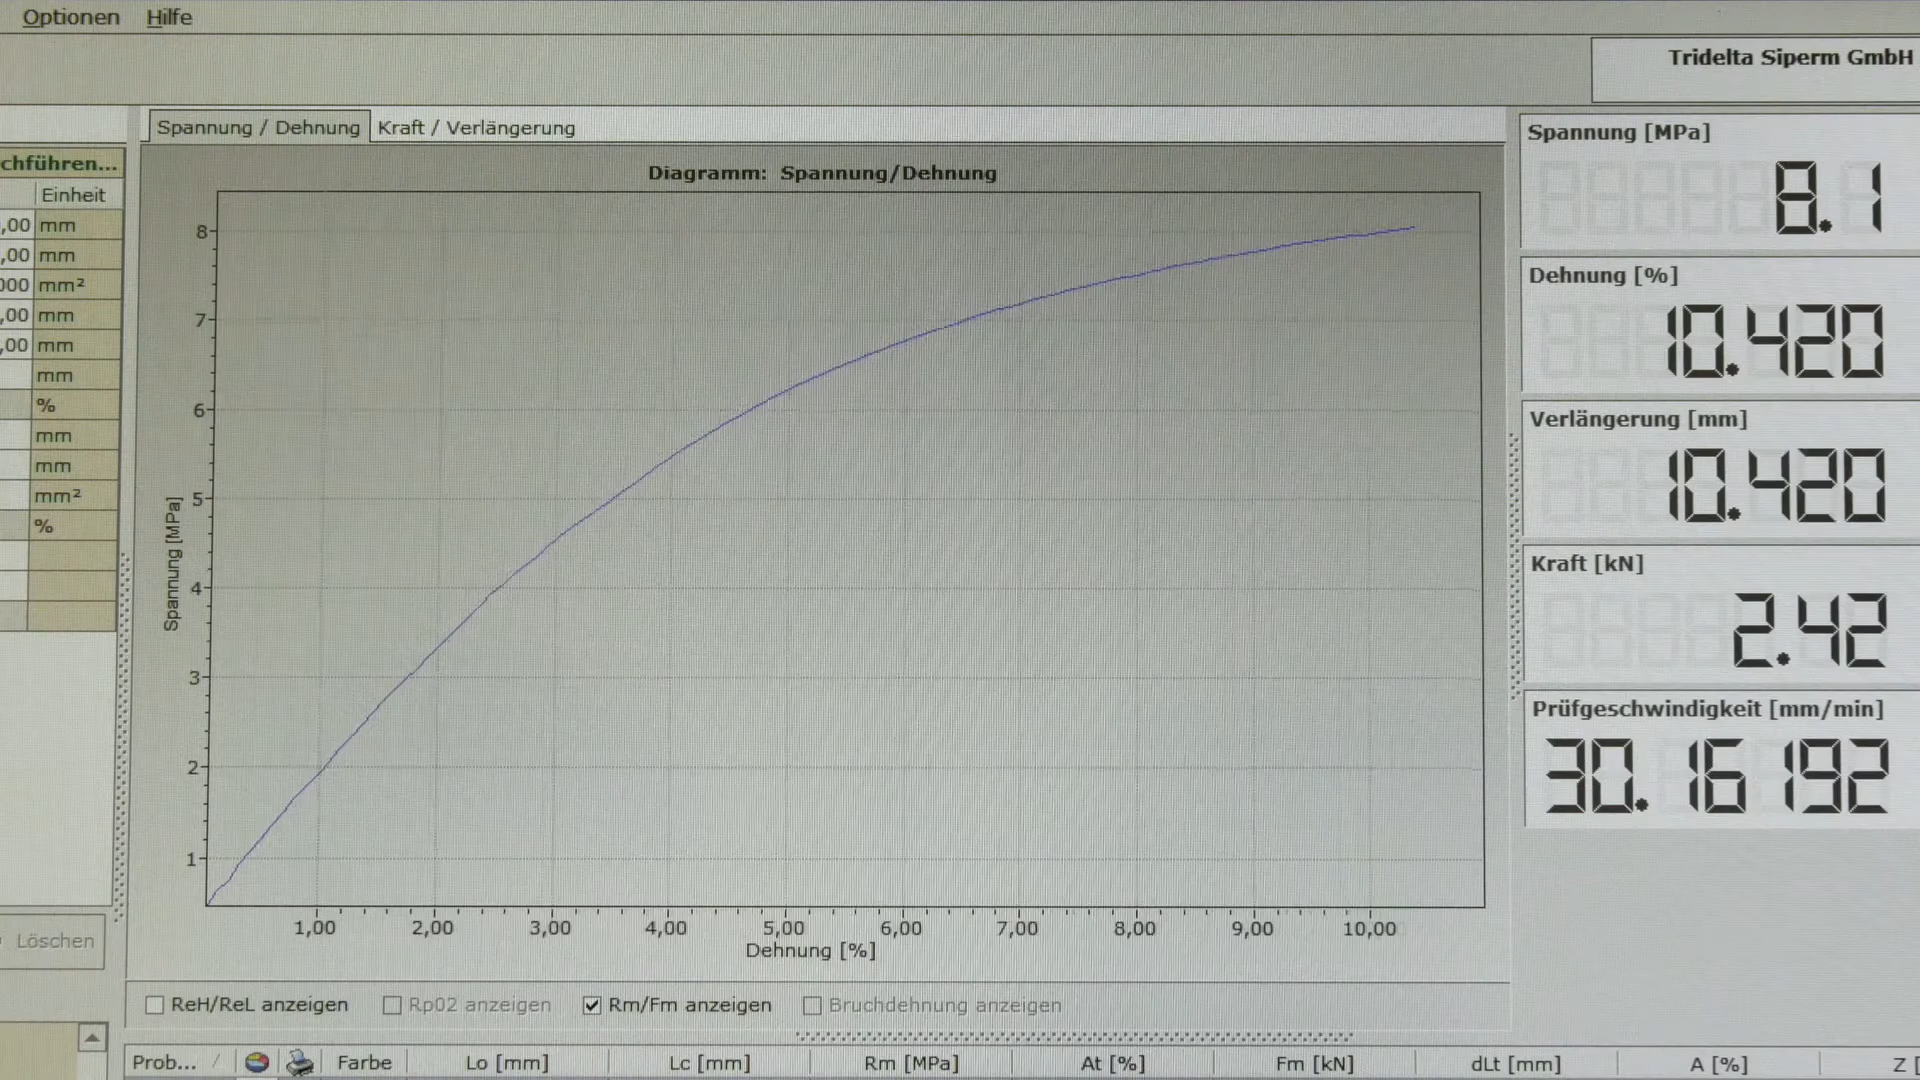 Optionen Hilfe
Tridelta Siperm GmbH
Spannung / Dehnung Kraft / Verlängerung
chführen...
Einheit
,00 mm
,00 mm
000 mm²
,00 mm
,00 mm
mm
%
mm
mm
mm²
%
Löschen
Diagramm: Spannung/Dehnung
Spannung [MPa]
8
7
6
5
4
3
2
1
1,00 2,00 3,00 4,00 5,00 6,00 7,00 8,00 9,00 10,00
Dehnung [%]
ReH/ReL anzeigen Rp02 anzeigen Rm/Fm anzeigen Bruchdehnung anzeigen
Prob... / Farbe Lo [mm] Lc [mm] Rm [MPa] At [%] Fm [kN] dLt [mm] A [%] Z [
Spannung [MPa]
8.1
Dehnung [%]
10.420
Verlängerung [mm]
10.420
Kraft [kN]
2.42
Prüfgeschwindigkeit [mm/min]
30.16192